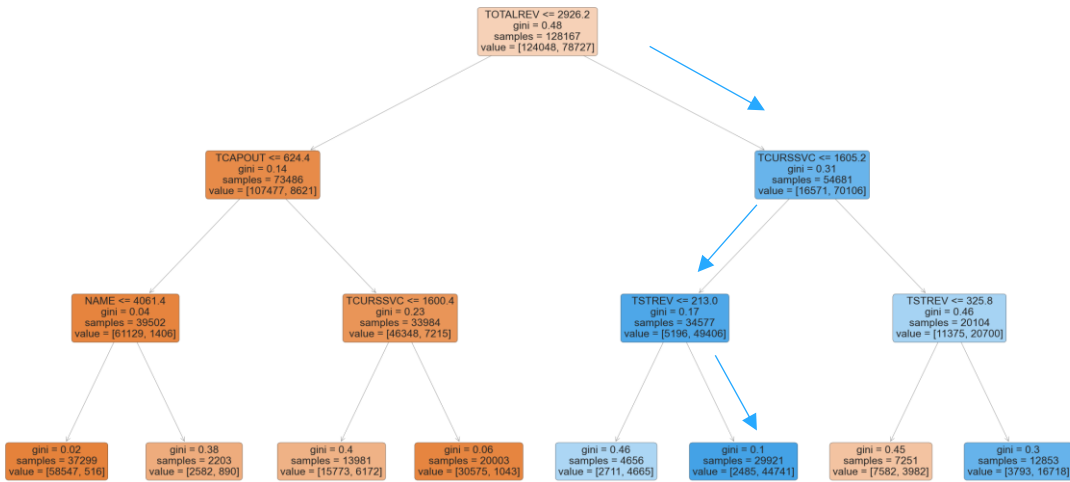 TOTALREV <= 2926.2
gini = 0.48
samples = 128167
value = [124048, 78727]
TCAPOUT <= 624.4
gini = 0.14
samples = 73486
value = [107477, 8621]
TCURSSVC <= 1605.2
gini = 0.31
samples = 54681
value = [16571, 70106]
NAME <= 4061.4
gini = 0.04
samples = 39502
value = [61129, 1406]
TCURSSVC <= 1600.4
gini = 0.23
samples = 33984
value = [46348, 7215]
TSTREV <= 213.0
gini = 0.17
samples = 34577
value = [5196, 49406]
TSTREV <= 325.8
gini = 0.46
samples = 20104
value = [11375, 20700]
gini = 0.02
samples = 37299
value = [58547, 516]
gini = 0.38
samples = 2203
value = [2582, 890]
gini = 0.4
samples = 13981
value = [15773, 6172]
gini = 0.06
samples = 20003
value = [30575, 1043]
gini = 0.46
samples = 4656
value = [2711, 4665]
gini = 0.1
samples = 29921
value = [2485, 44741]
gini = 0.45
samples = 7251
value = [7582, 3982]
gini = 0.3
samples = 12853
value = [3793, 16718]